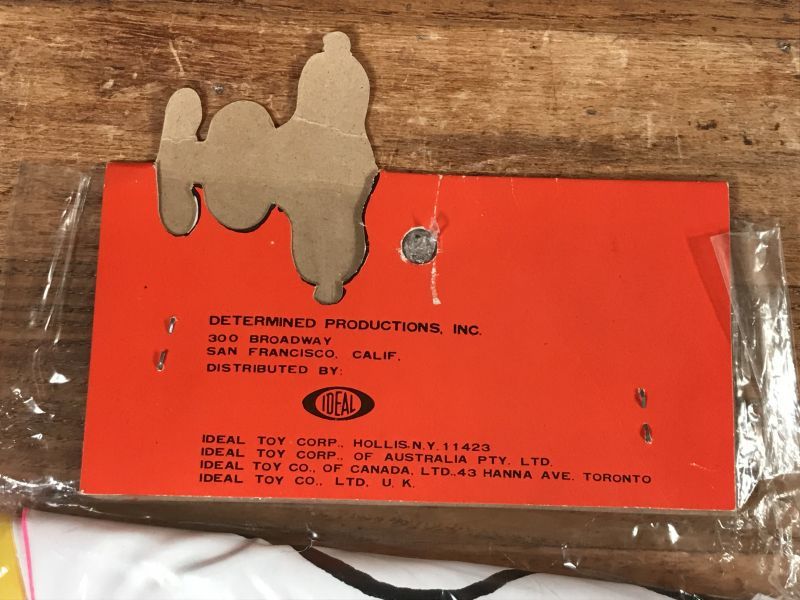 DETERMINED PRODUCTIONS, INC.
300 BROADWAY
SAN FRANCISCO, CALIF.
DISTRIBUTED BY:
IDEAL
IDEAL TOY CORP., HOLLIS.N.Y. 11423
IDEAL TOY CORP., OF AUSTRALIA PTY. LTD.
IDEAL TOY CO., OF CANADA, LTD..43 HANNA AVE. TORONTO
IDEAL TOY CO., LTD. U. K.